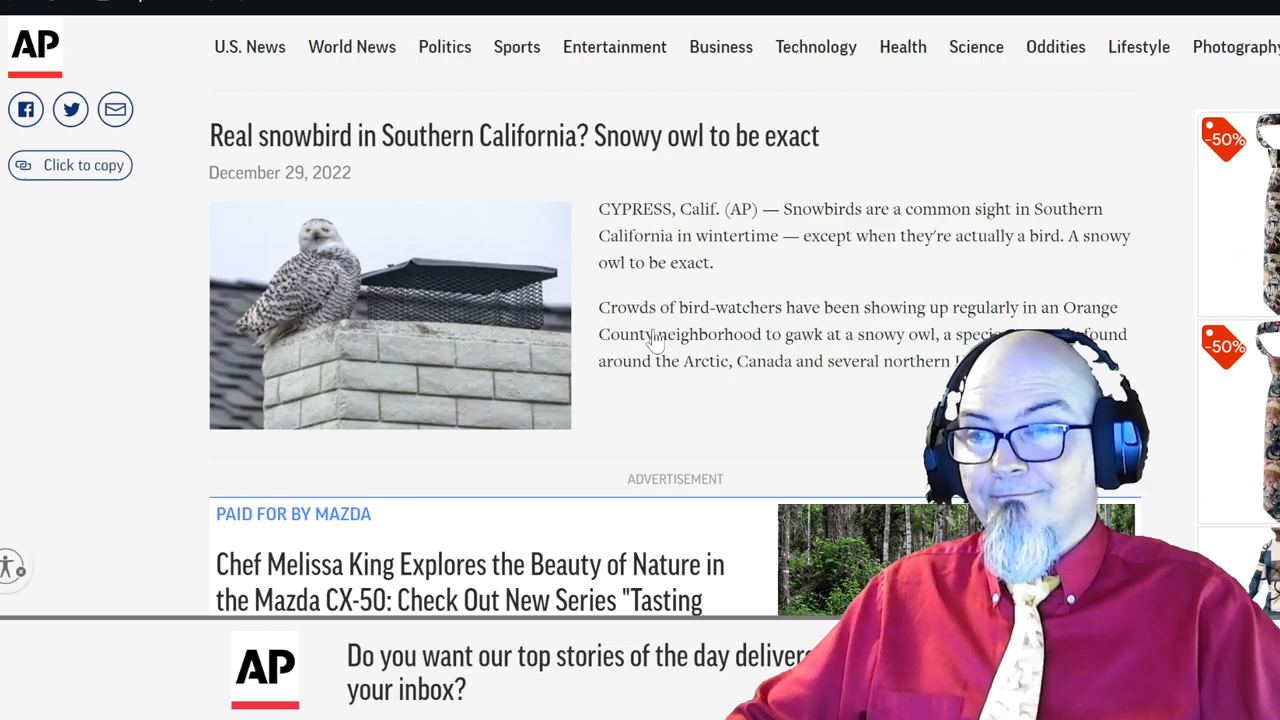 AP
U.S. News World News Politics Sports Entertainment Business Technology Health Science Oddities Lifestyle Photography
Click to copy
Real snowbird in Southern California? Snowy owl to be exact
December 29, 2022
CYPRESS, Calif. (AP) — Snowbirds are a common sight in Southern
California in wintertime — except when they're actually a bird. A snowy
owl to be exact.
Crowds of bird-watchers have been showing up regularly in an Orange
County neighborhood to gawk at a snowy owl, a found
around the Arctic, Canada and several northern
-50%
-50%
ADVERTISEMENT
PAID FOR BY MAZDA
Chef Melissa King Explores the Beauty of Nature in
the Mazda CX-50: Check Out New Series "Tasting
AP
Do you want our top stories of the day
your inbox?